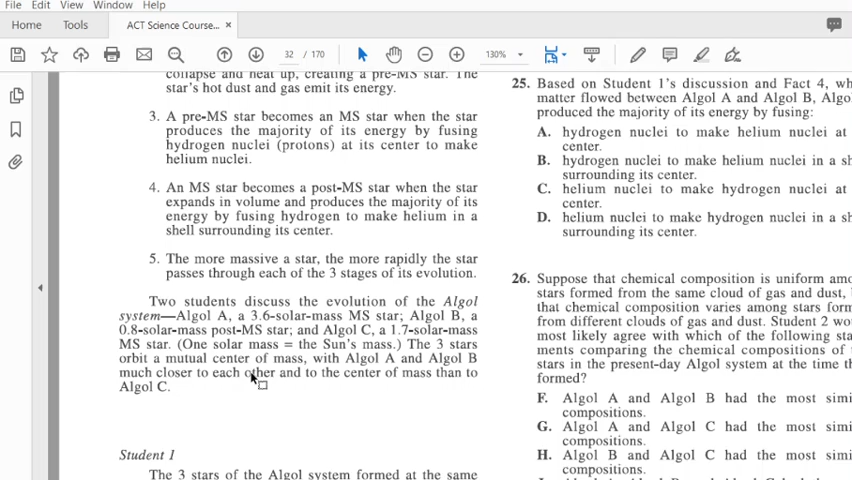 File Edit View Window Help
Home Tools ACT Science Course... ×
32 / 170 130%
collapse and heat up, creating a pre-MS star. The
star's hot dust and gas emit its energy.
3. A pre-MS star becomes an MS star when the star
produces the majority of its energy by fusing
hydrogen nuclei (protons) at its center to make
helium nuclei.
4. An MS star becomes a post-MS star when the star
expands in volume and produces the majority of its
energy by fusing hydrogen to make helium in a
shell surrounding its center.
5. The more massive a star, the more rapidly the star
passes through each of the 3 stages of its evolution.
Two students discuss the evolution of the Algol
system—Algol A, a 3.6-solar-mass MS star; Algol B, a
0.8-solar-mass post-MS star; and Algol C, a 1.7-solar-mass
MS star. (One solar mass = the Sun's mass.) The 3 stars
orbit a mutual center of mass, with Algol A and Algol B
much closer to each other and to the center of mass than to
Algol C.
Student 1
The 3 stars of the Algol system formed at the same
25. Based on Student 1's discussion and Fact 4, wh
matter flowed between Algol A and Algol B, Algo
produced the majority of its energy by fusing:
A. hydrogen nuclei to make helium nuclei at
center.
B. hydrogen nuclei to make helium nuclei in a sh
surrounding its center.
C. helium nuclei to make hydrogen nuclei at
center.
D. helium nuclei to make hydrogen nuclei in a she
surrounding its center.
26. Suppose that chemical composition is uniform amo
stars formed from the same cloud of gas and dust, b
that chemical composition varies among stars form
from different clouds of gas and dust. Student 2 wo
most likely agree with which of the following sta
ments comparing the chemical compositions of t
stars in the present-day Algol system at the time th
formed?
F. Algol A and Algol B had the most simi
compositions.
G. Algol A and Algol C had the most simi
compositions.
H. Algol B and Algol C had the most simi
compositions.